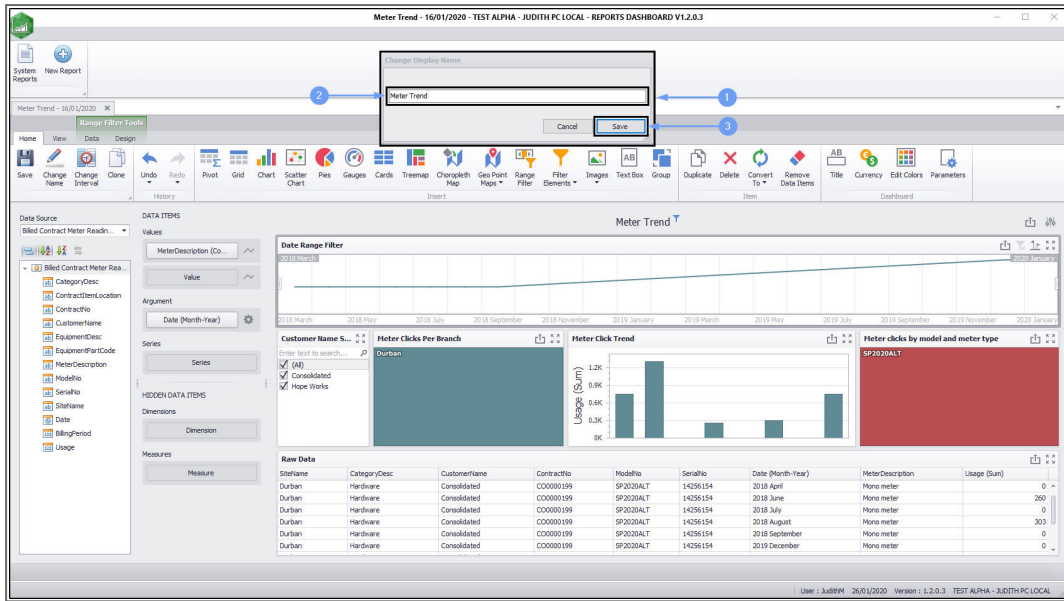 Meter Trend - 16/01/2020 - TEST ALPHA - JUDITH PC LOCAL - REPORTS DASHBOARD V1.2.0.3
System Reports
New Report
Change Display Name
Meter Trend
2
1
Cancel
Save
3
Meter Trend - 16/01/2020
Range Filter Tools
Home View Data Design
Save
Change Name
Change Interval
Clone
Undo
Redo
Pivot
Grid
Chart
Scatter Chart
Pies
Gauges
Cards
Treemap
Choropleth Map
Geo Point Maps
Range Filter
Filter Elements
Images
Text Box
Group
Duplicate
Delete
Convert To
Remove Data Items
Title
Currency
Edit Colors
Parameters
History
Insert
Item
Dashboard
Data Source
Billed Contract Meter Readin...
Billed Contract Meter Rea...
CategoryDesc
ContractItemLocation
ContractNo
CustomerName
EquipmentDesc
EquipmentPartCode
MeterDescription
ModelNo
SerialNo
SiteName
Date
BillingPeriod
Usage
DATA ITEMS
Values
MeterDescription (Co...
Value
Argument
Date (Month-Year)
Series
Series
HIDDEN DATA ITEMS
Dimensions
Dimension
Measures
Measure
Meter Trend
Date Range Filter
2018 March 2020 January
2018 March 2018 May 2018 July 2018 September 2018 November 2019 January 2019 March 2019 May 2019 July 2019 September 2019 November 2020 January
Customer Name S...
Enter text to search...
(All)
Consolidated
Hope Works
Meter Clicks Per Branch
Durban
Meter Click Trend
Usage (Sum)
1.2K
0.9K
0.6K
0.3K
0K
Meter clicks by model and meter type
SP2020ALT
Raw Data
SiteName CategoryDesc CustomerName ContractNo ModelNo SerialNo Date (Month-Year) MeterDescription Usage (Sum)
Durban Hardware Consolidated CO0000199 SP2020ALT 14256154 2018 April Mono meter 0
Durban Hardware Consolidated CO0000199 SP2020ALT 14256154 2018 June Mono meter 260
Durban Hardware Consolidated CO0000199 SP2020ALT 14256154 2018 July Mono meter 0
Durban Hardware Consolidated CO0000199 SP2020ALT 14256154 2018 August Mono meter 303
Durban Hardware Consolidated CO0000199 SP2020ALT 14256154 2018 September Mono meter 0
Durban Hardware Consolidated CO0000199 SP2020ALT 14256154 2019 December Mono meter 0
User : JudithM 26/01/2020 Version : 1.2.0.3 TEST ALPHA - JUDITH PC LOCAL